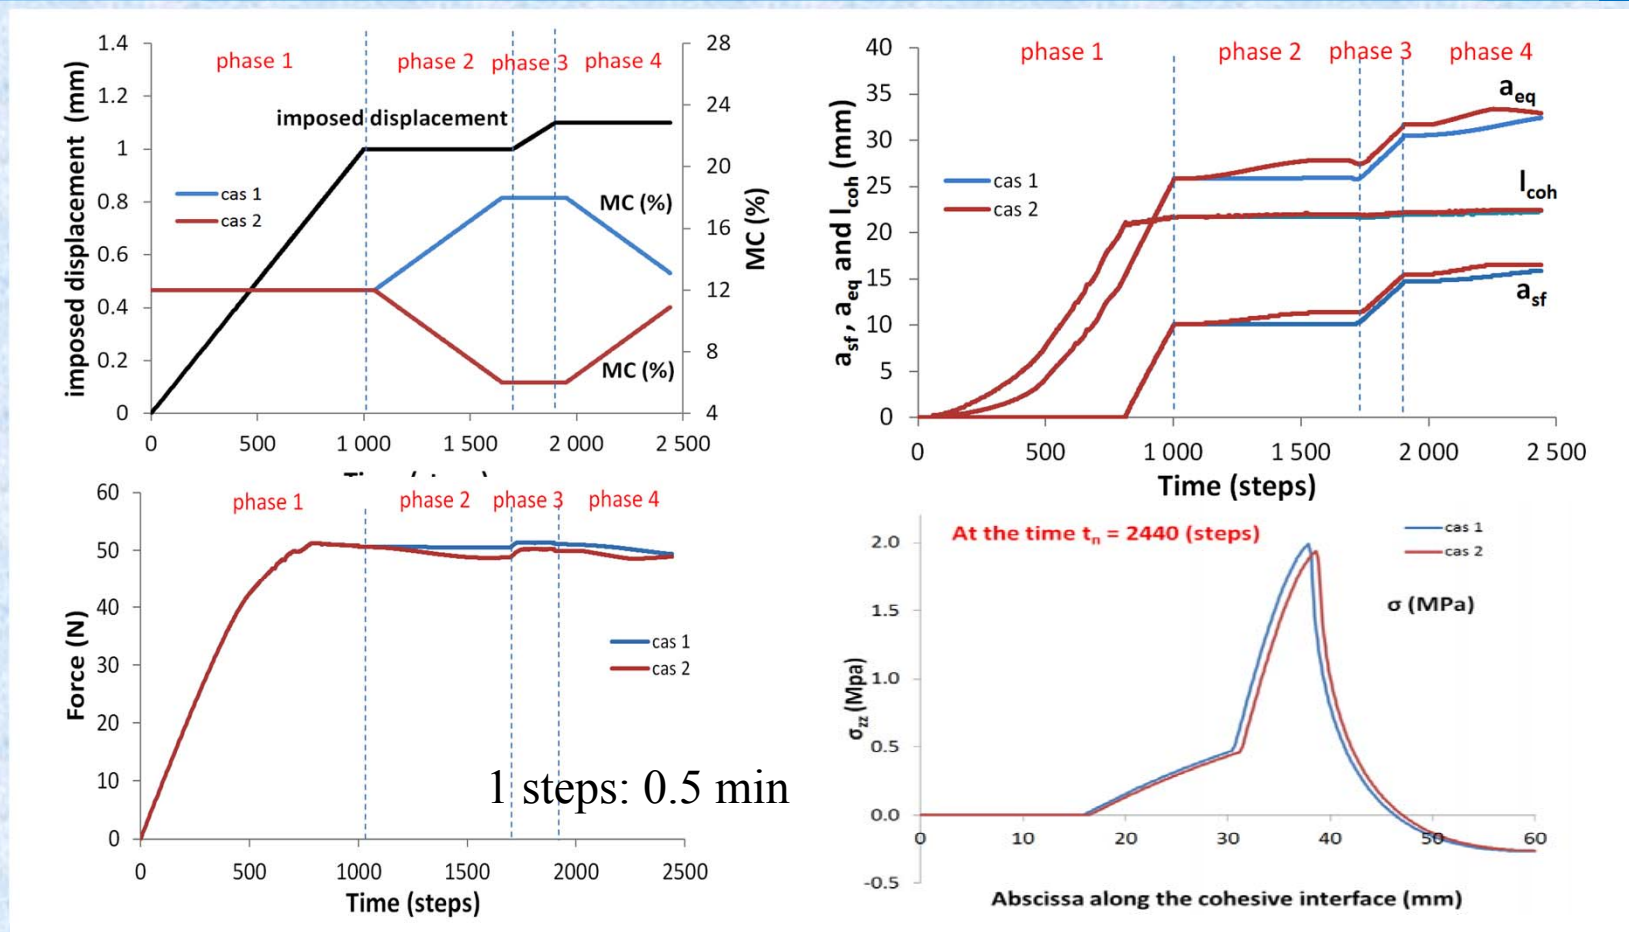 1.4
1.2
1
0.8
0.6
0.4
0.2
0
imposed displacement (mm)
phase 1
phase 2
phase 3
phase 4
imposed displacement
cas 1
cas 2
MC (%)
MC (%)
28
24
20
16
12
8
4
MC (%)
0
500
1 000
1 500
2 000
2 500
40
35
30
25
20
15
10
5
0
asf , aeq and lcoh (mm)
phase 1
phase 2
phase 3
phase 4
cas 1
cas 2
aeq
lcoh
asf
0
500
1 000
1 500
2 000
2 500
Time (steps)
60
50
40
30
20
10
0
Force (N)
phase 1
phase 2
phase 3
phase 4
cas 1
cas 2
1 steps: 0.5 min
0
500
1000
1500
2000
2500
Time (steps)
2.0
1.5
1.0
0.5
0.0
-0.5
σzz (Mpa)
At the time tn = 2440 (steps)
cas 1
cas 2
σ (MPa)
0
10
20
30
40
50
60
Abscissa along the cohesive interface (mm)